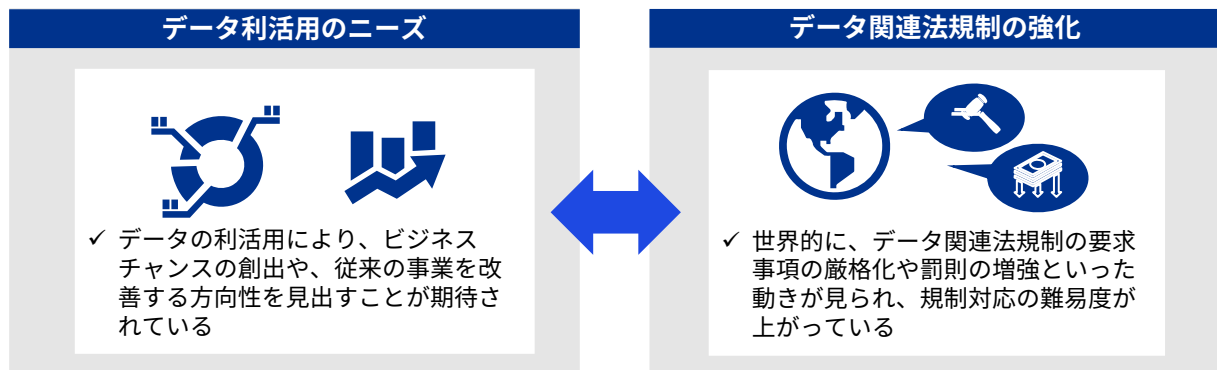 データ利活用のニーズ
✓ データの利活用により、ビジネス
チャンスの創出や、従来の事業を改
善する方向性を見出すことが期待さ
れている
データ関連法規制の強化
✓ 世界的に、データ関連法規制の要求
事項の厳格化や罰則の増強といった
動きが見られ、規制対応の難易度が
上がっている